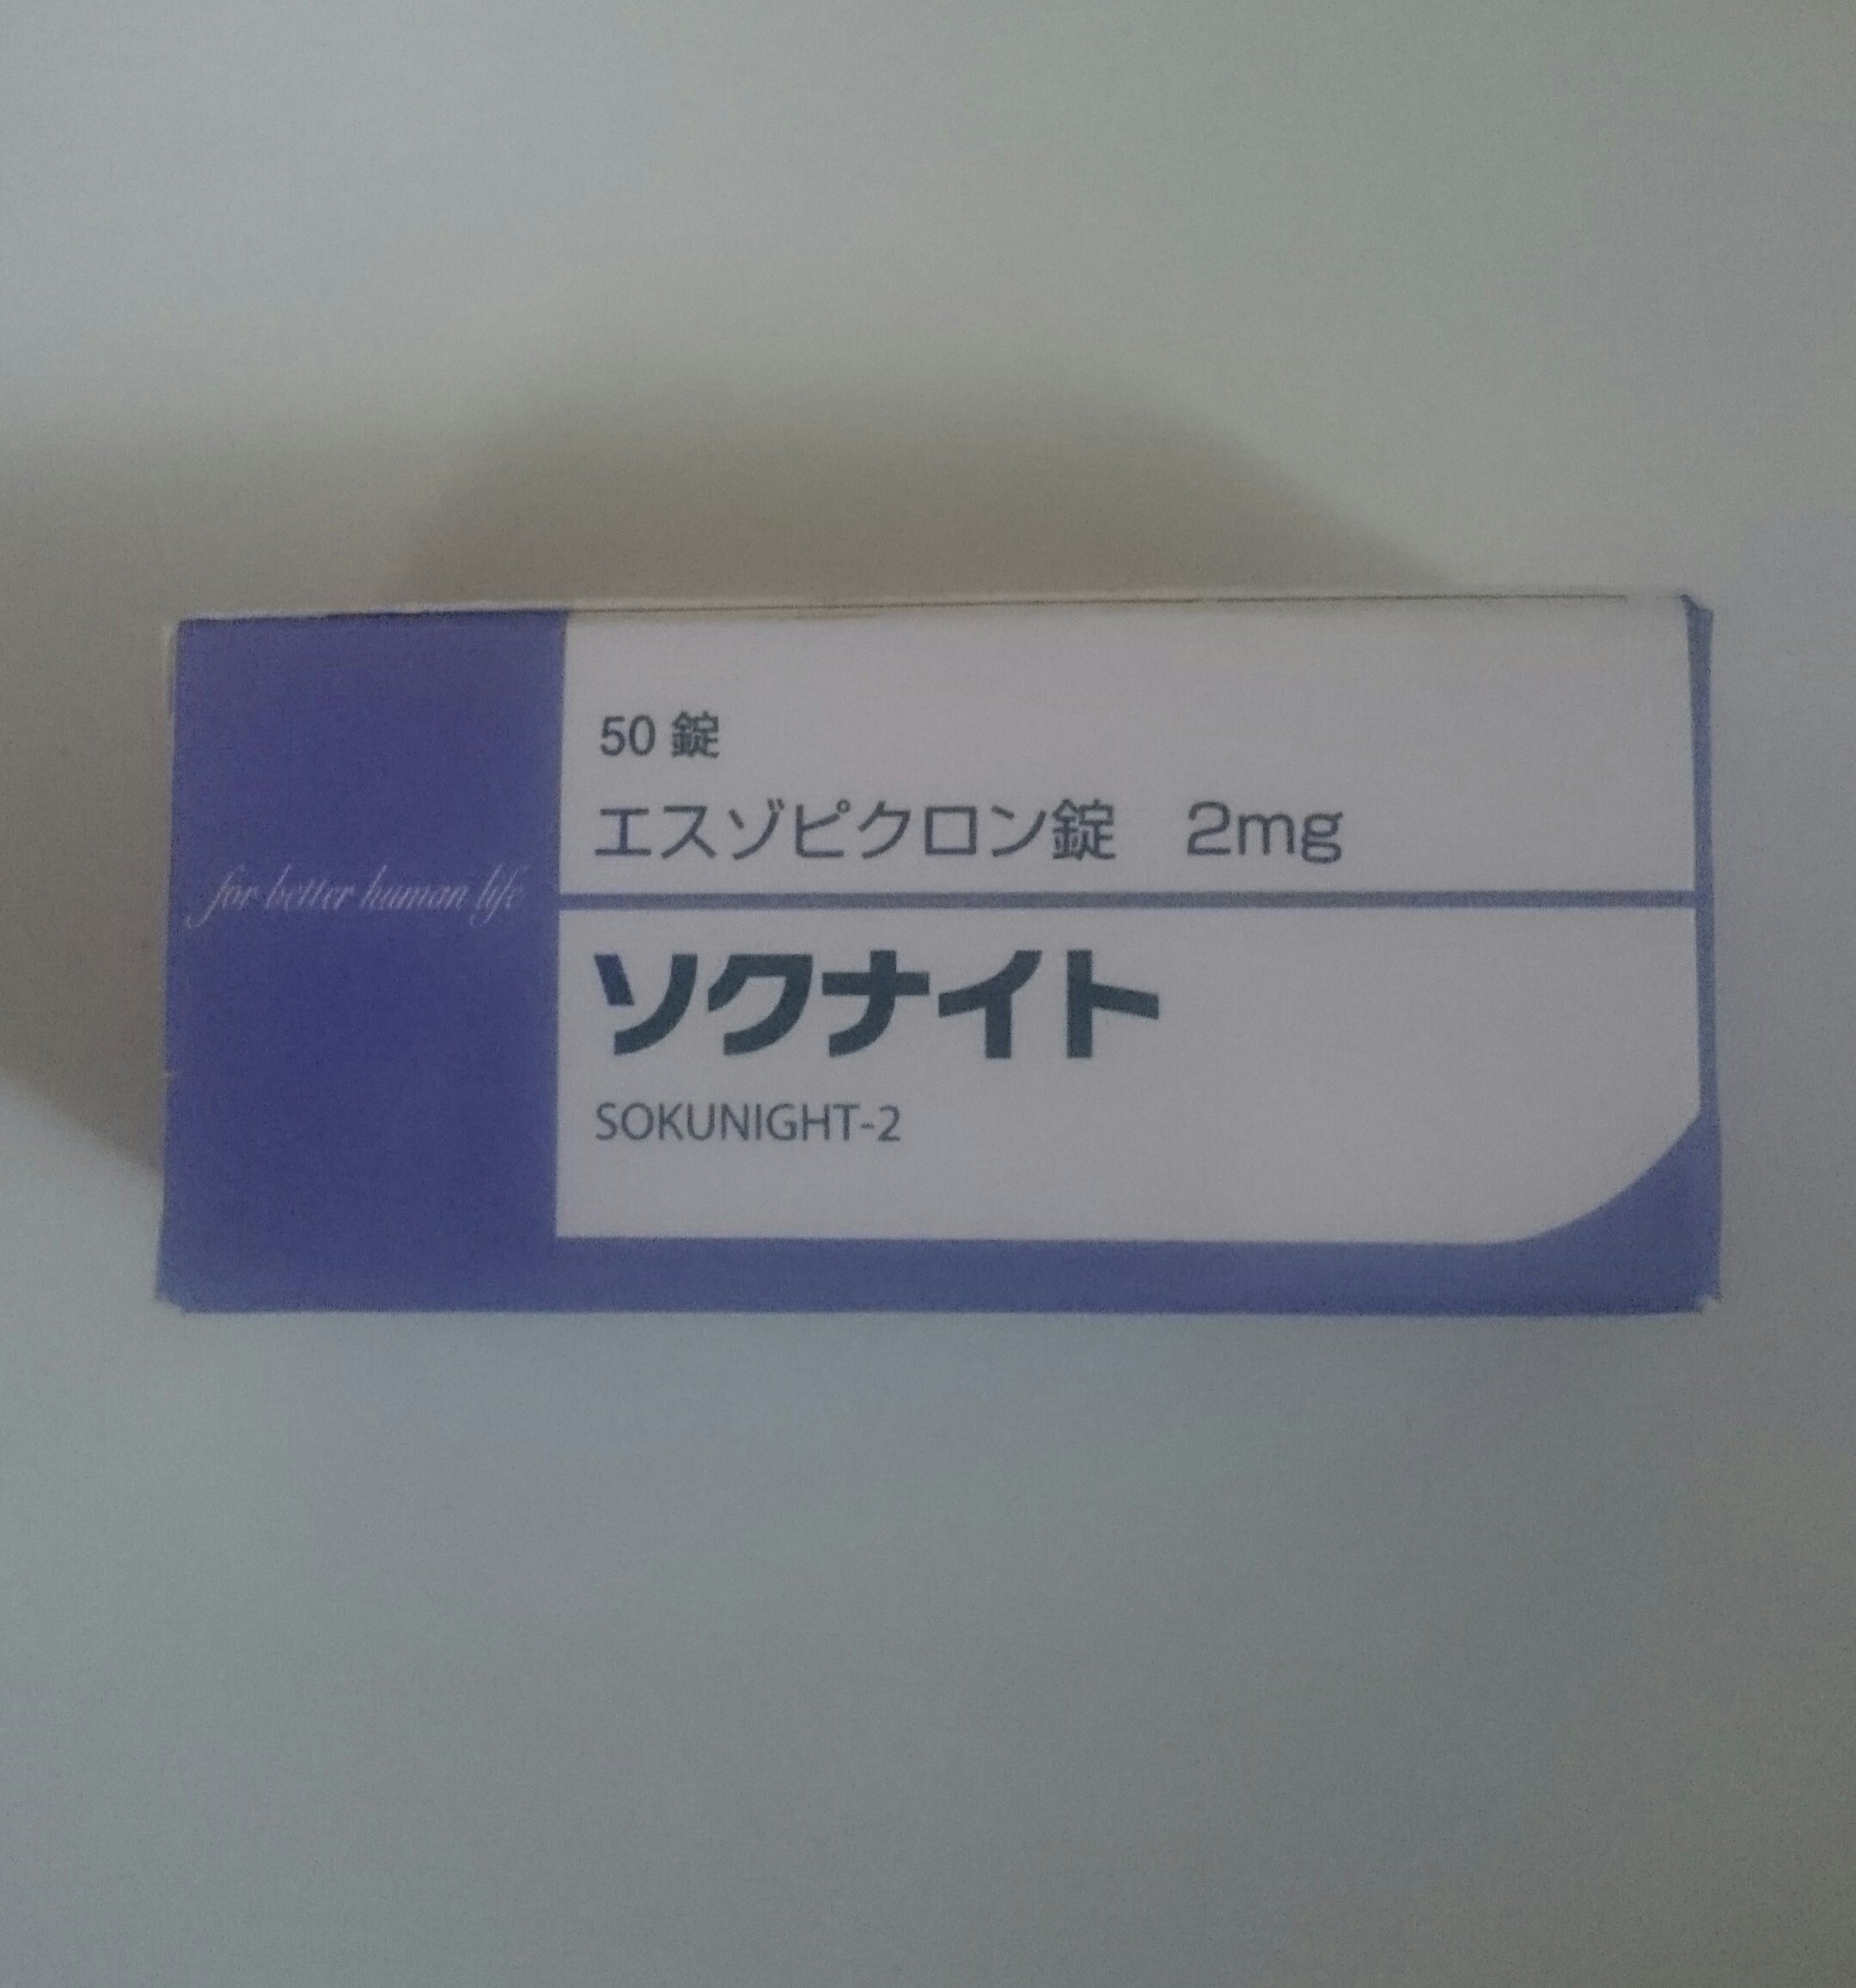 for better human life
50 錠
エスゾピクロン錠　2mg
ソクナイト
SOKUNIGHT-2